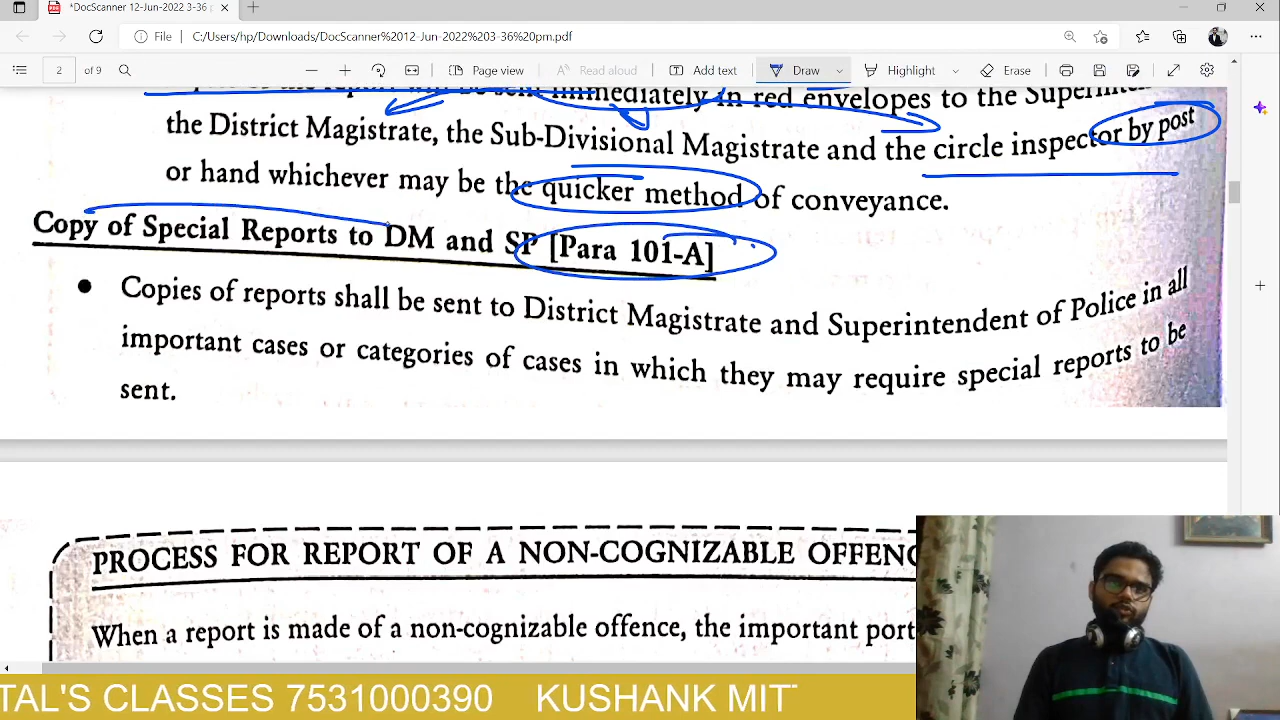 *DocScanner 12-Jun-2022 3-36
File C:/Users/hp/Downloads/DocScanner%2012-Jun-2022%203-36%20pm.pdf
2 of 9 Page view Read aloud Add text Draw Highlight Erase
immediately in red envelopes to the
the District Magistrate, the Sub-Divisional Magistrate and the circle inspector by post
or hand whichever may be the quicker method of conveyance.
Copy of Special Reports to DM and SP [Para 101-A]
● Copies of reports shall be sent to District Magistrate and Superintendent of Police in all
important cases or categories of cases in which they may require special reports to be
sent.
PROCESS FOR REPORT OF A NON-COGNIZABLE OFFENC
When a report is made of a non-cognizable offence, the important port
TAL'S CLASSES 7531000390 KUSHANK MIT